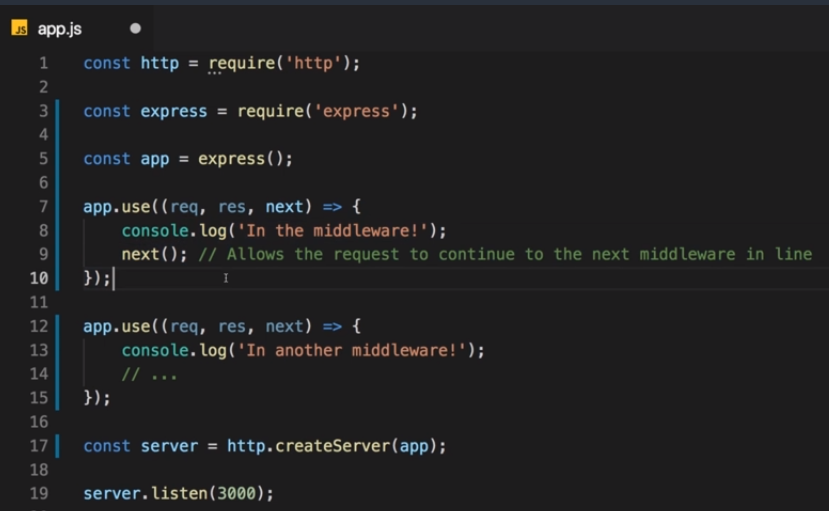 JS app.js
1 const http = require('http');
2
3 const express = require('express');
4
5 const app = express();
6
7 app.use((req, res, next) => {
8 console.log('In the middleware!');
9 next(); // Allows the request to continue to the next middleware in line
10 });
11
12 app.use((req, res, next) => {
13 console.log('In another middleware!');
14 // ...
15 });
16
17 const server = http.createServer(app);
18
19 server.listen(3000);